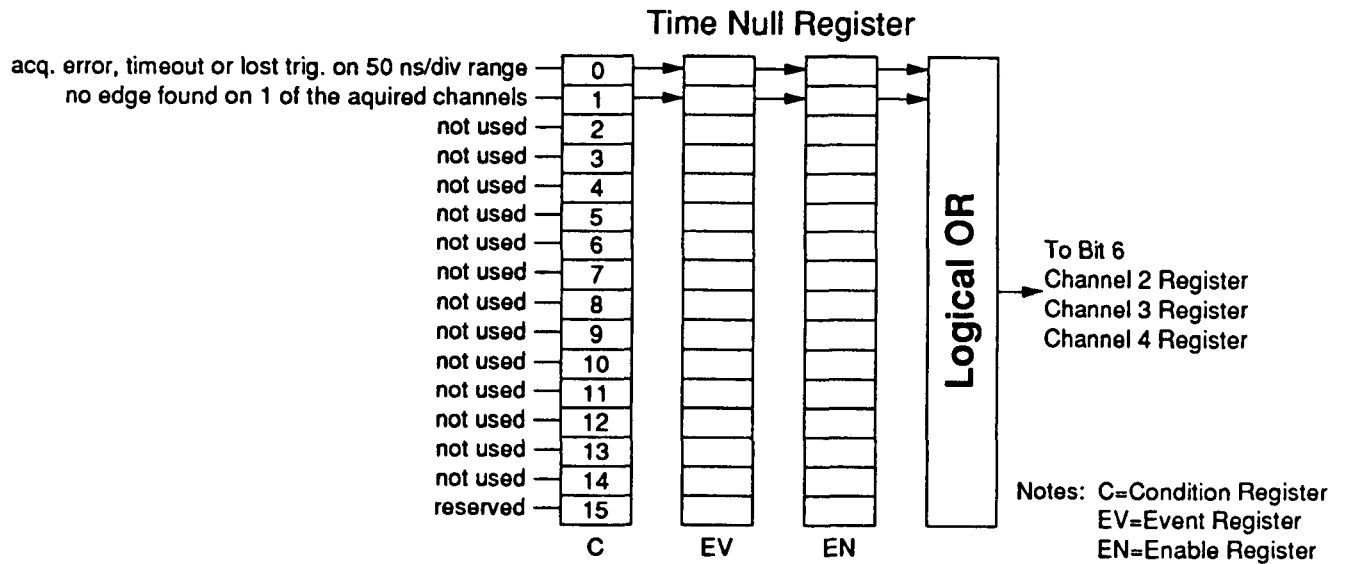 Time Null Register
acq. error, timeout or lost trig. on 50 ns/div range 0
no edge found on 1 of the aquired channels 1
not used 2
not used 3
not used 4
not used 5
not used 6
not used 7
not used 8
not used 9
not used 10
not used 11
not used 12
not used 13
not used 14
reserved 15
C EV EN
Logical OR
To Bit 6
Channel 2 Register
Channel 3 Register
Channel 4 Register
Notes: C=Condition Register
EV=Event Register
EN=Enable Register